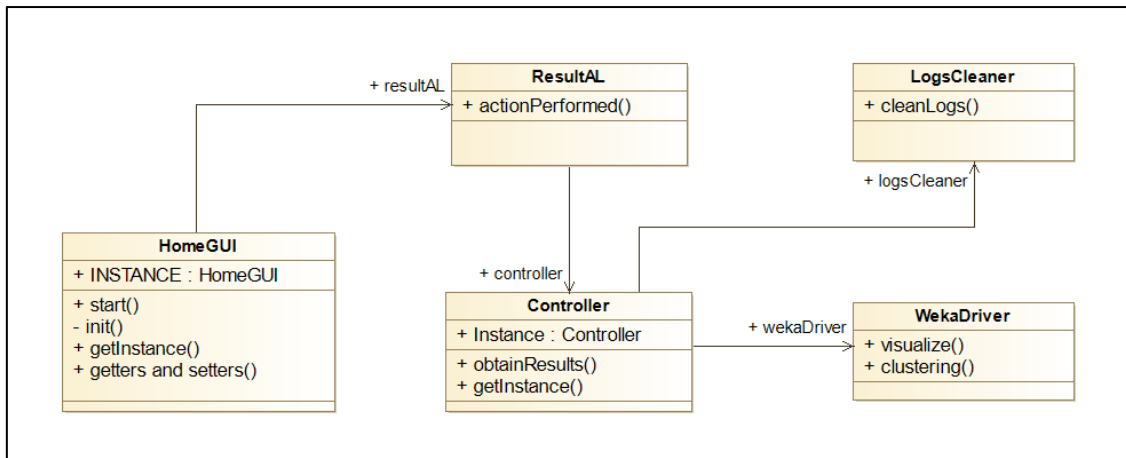 ResultAL
+ actionPerformed()
LogsCleaner
+ cleanLogs()
+ resultAL
+ logsCleaner
HomeGUI
+ INSTANCE : HomeGUI
+ start()
- init()
+ getInstance()
+ getters and setters()
+ controller
Controller
+ Instance : Controller
+ obtainResults()
+ getInstance()
+ wekaDriver
WekaDriver
+ visualize()
+ clustering()